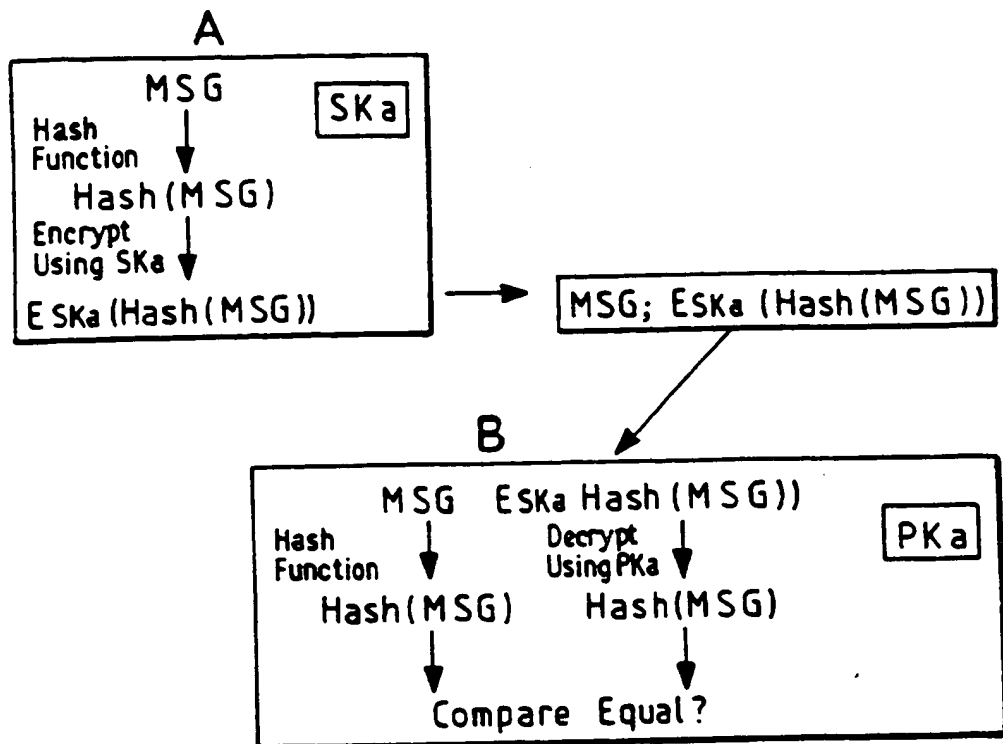 A
MSG
SKa
Hash
Function
Hash(MSG)
Encrypt
Using SKa
ESKa(Hash(MSG))
MSG; ESKa (Hash(MSG))
B
MSG ESKa Hash(MSG))
PKa
Hash
Function
Decrypt
Using PKa
Hash(MSG) Hash(MSG)
Compare Equal?